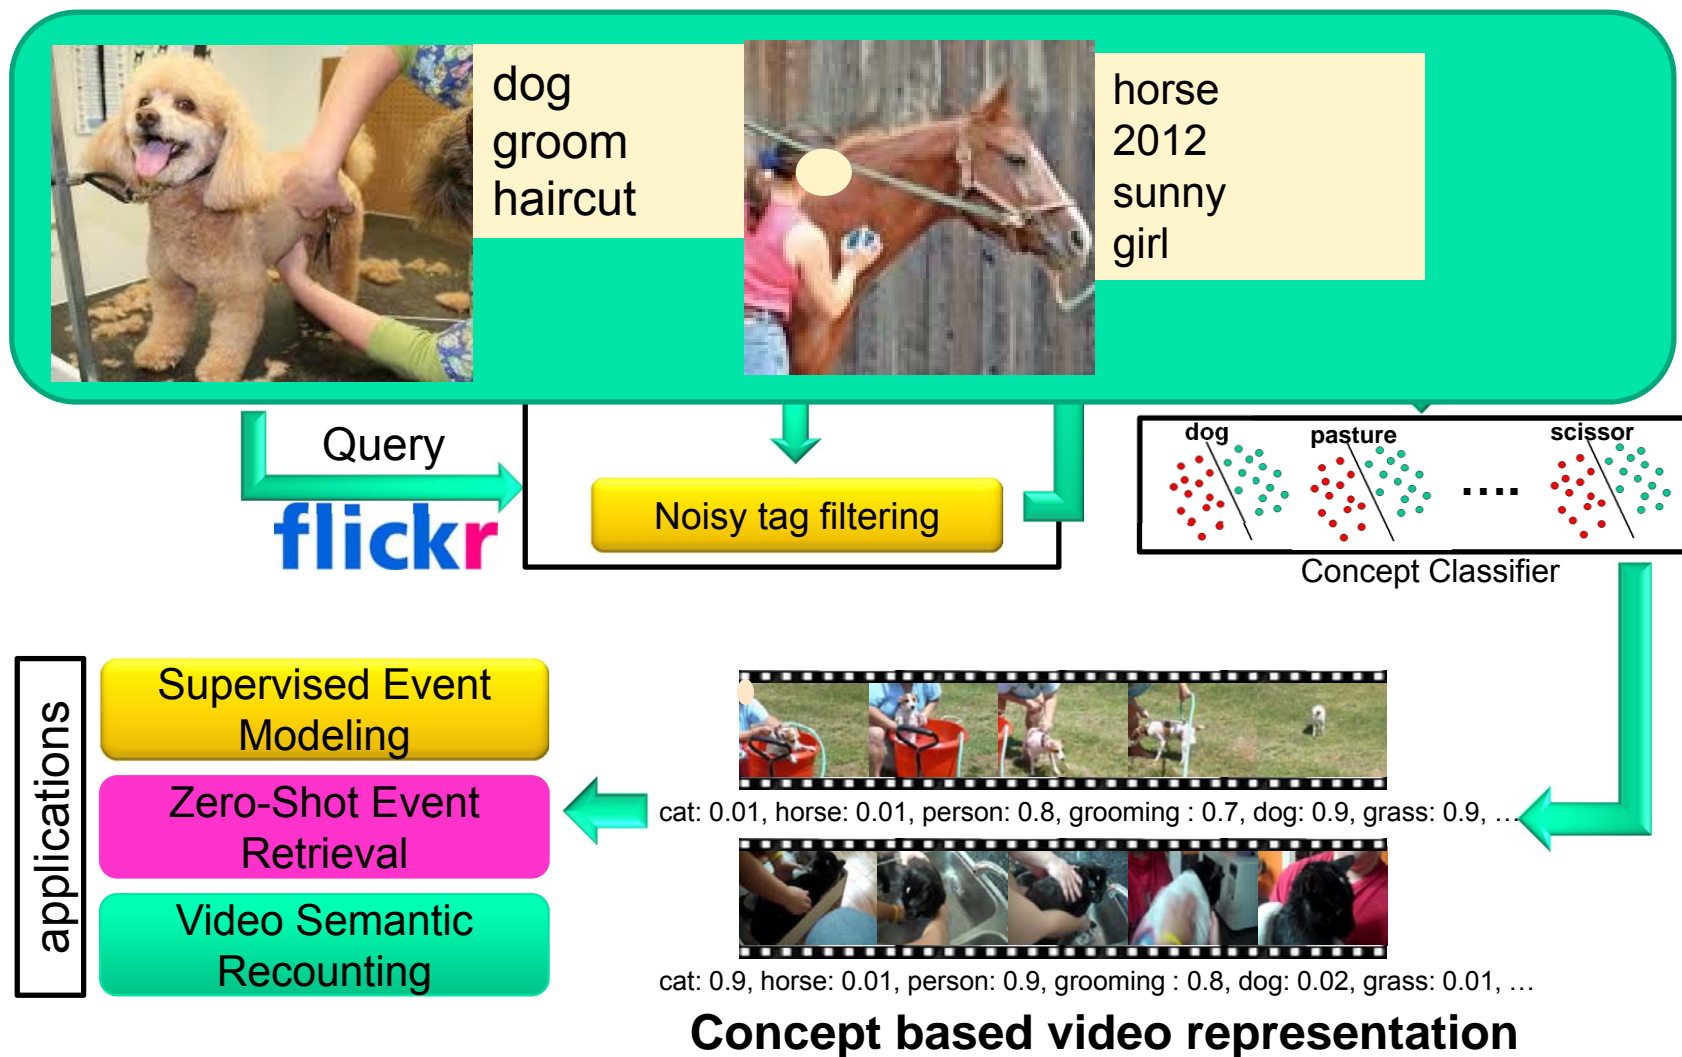 dog
groom
haircut
horse
2012
sunny
girl
Query
flickr
Noisy tag filtering
dog
pasture
....
scissor
Concept Classifier
applications
Supervised Event
Modeling
Zero-Shot Event
Retrieval
Video Semantic
Recounting
cat: 0.01, horse: 0.01, person: 0.8, grooming : 0.7, dog: 0.9, grass: 0.9, …
cat: 0.9, horse: 0.01, person: 0.9, grooming : 0.8, dog: 0.02, grass: 0.01, …
Concept based video representation